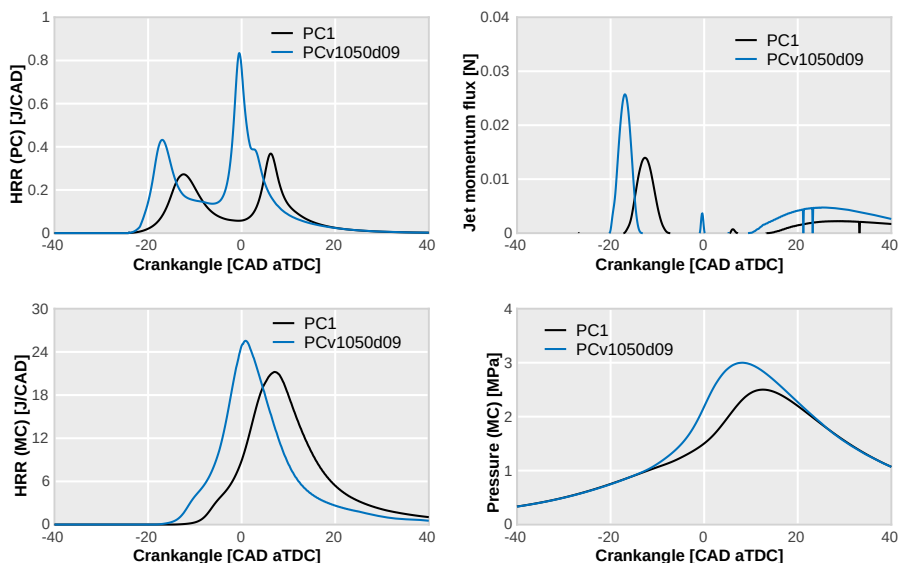 1
0.8
0.6
0.4
0.2
0
HRR (PC) [J/CAD]
PC1
PCv1050d09
-40 -20 0 20 40
Crankangle [CAD aTDC]
0.04
0.03
0.02
0.01
0
Jet momentum flux [N]
PC1
PCv1050d09
-40 -20 0 20 40
Crankangle [CAD aTDC]
30
24
18
12
6
0
HRR (MC) [J/CAD]
PC1
PCv1050d09
-40 -20 0 20 40
Crankangle [CAD aTDC]
4
3
2
1
0
Pressure (MC) [MPa]
PC1
PCv1050d09
-40 -20 0 20 40
Crankangle [CAD aTDC]